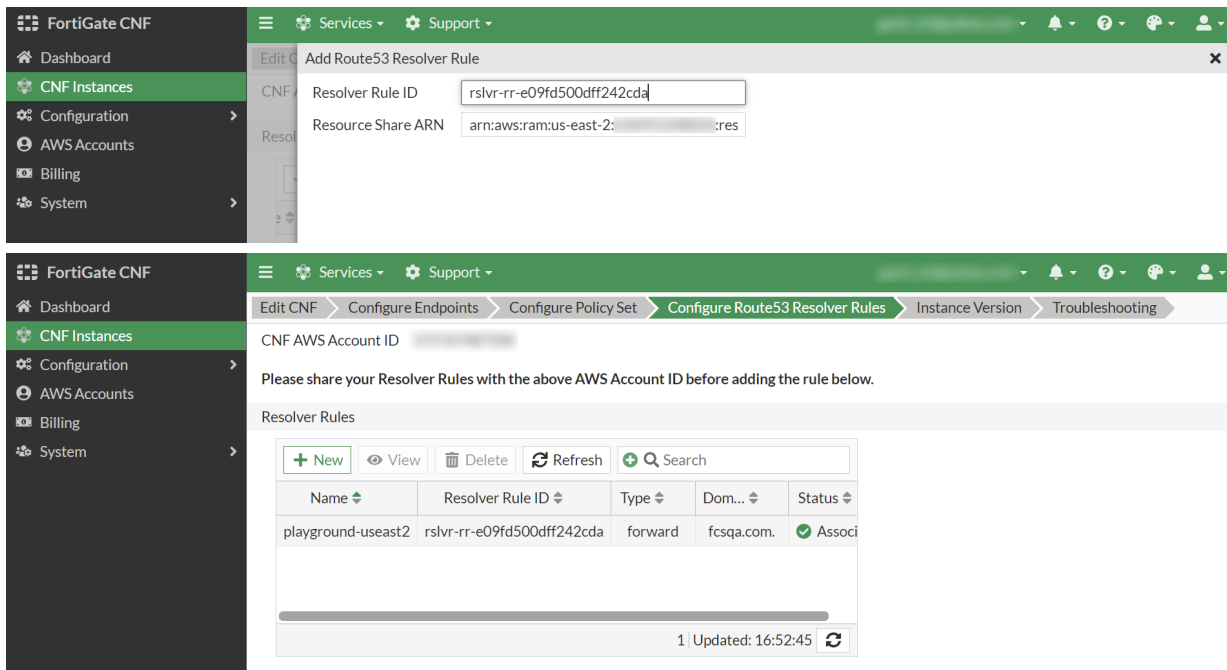 FortiGate CNF
Services
Support
Dashboard
CNF Instances
Configuration
AWS Accounts
Billing
System
Edit C
CNF
Resol
e
Add Route53 Resolver Rule
Resolver Rule ID
rslvr-rr-e09fd500dff242cda
Resource Share ARN
arn:aws:ram:us-east-2: :res
FortiGate CNF
Services
Support
Dashboard
CNF Instances
Configuration
AWS Accounts
Billing
System
Edit CNF Configure Endpoints Configure Policy Set Configure Route53 Resolver Rules Instance Version Troubleshooting
CNF AWS Account ID
Please share your Resolver Rules with the above AWS Account ID before adding the rule below.
Resolver Rules
New View Delete Refresh Search
Name Resolver Rule ID Type Dom... Status
playground-useast2 rslvr-rr-e09fd500dff242cda forward fcsqa.com. Associ
1 Updated: 16:52:45